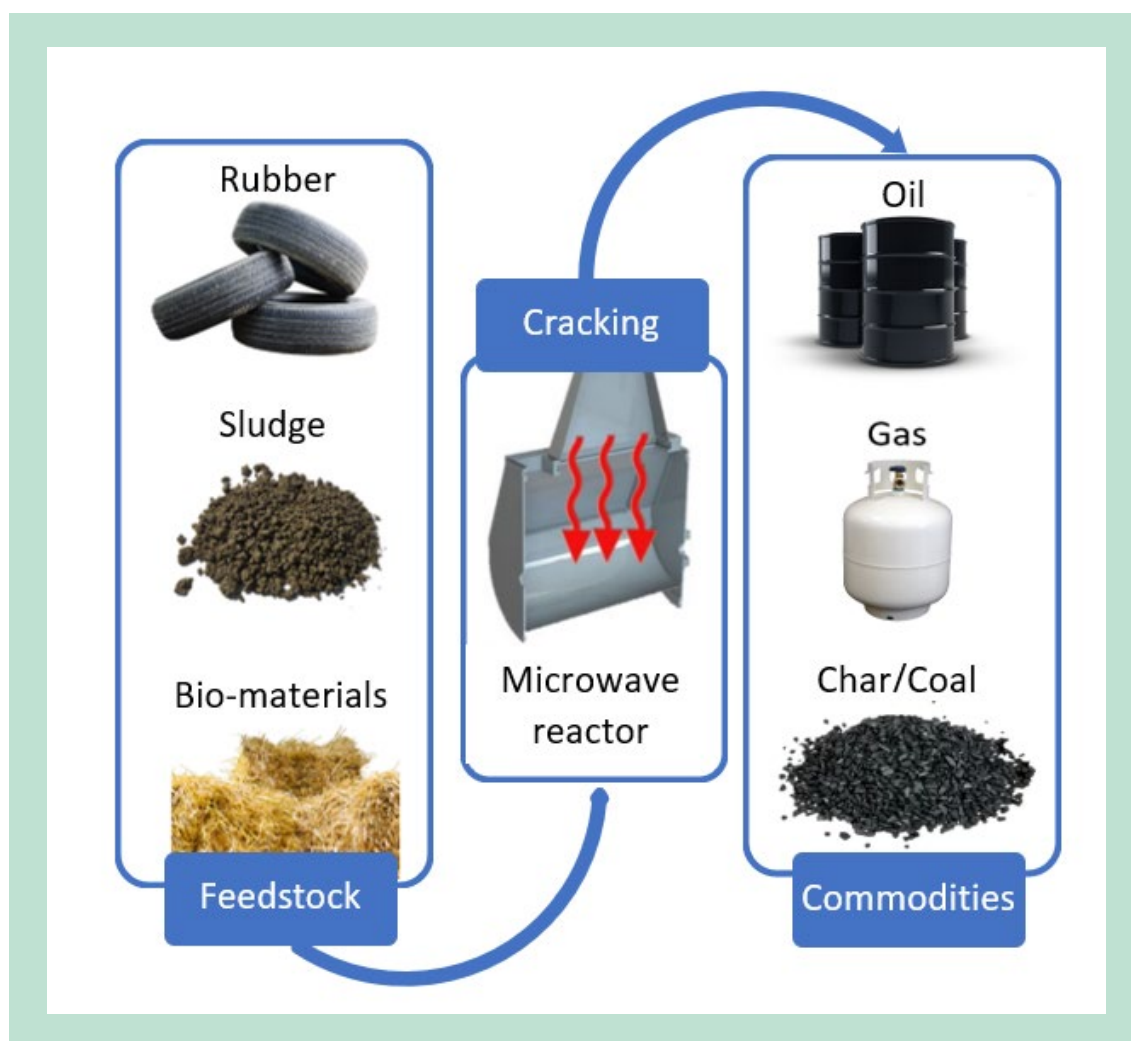 Rubber
Sludge
Bio-materials
Feedstock
Cracking
Microwave
reactor
Oil
Gas
Char/Coal
Commodities